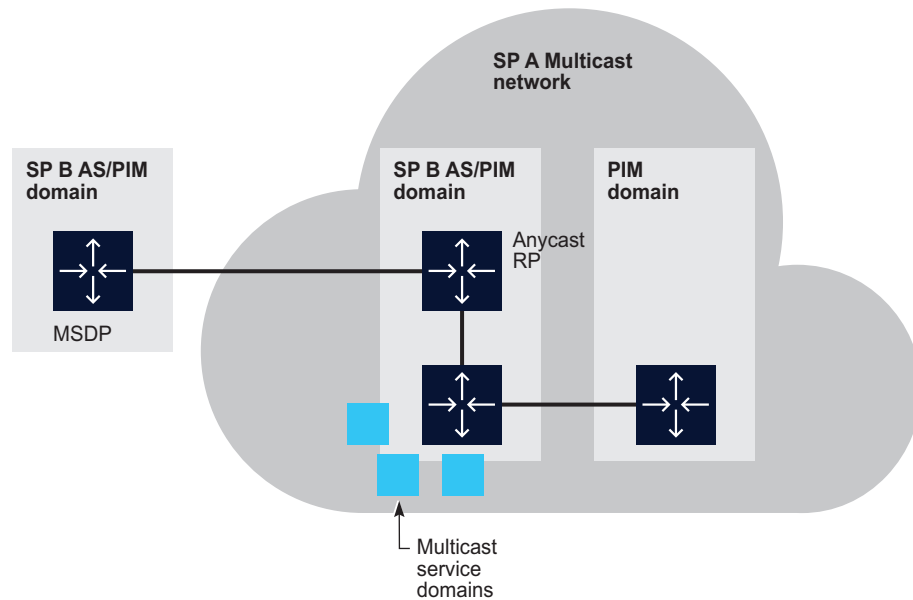 SP A Multicast
network
SP B AS/PIM
domain
SP B AS/PIM
domain
PIM
domain
Anycast
RP
MSDP
Multicast
service
domains